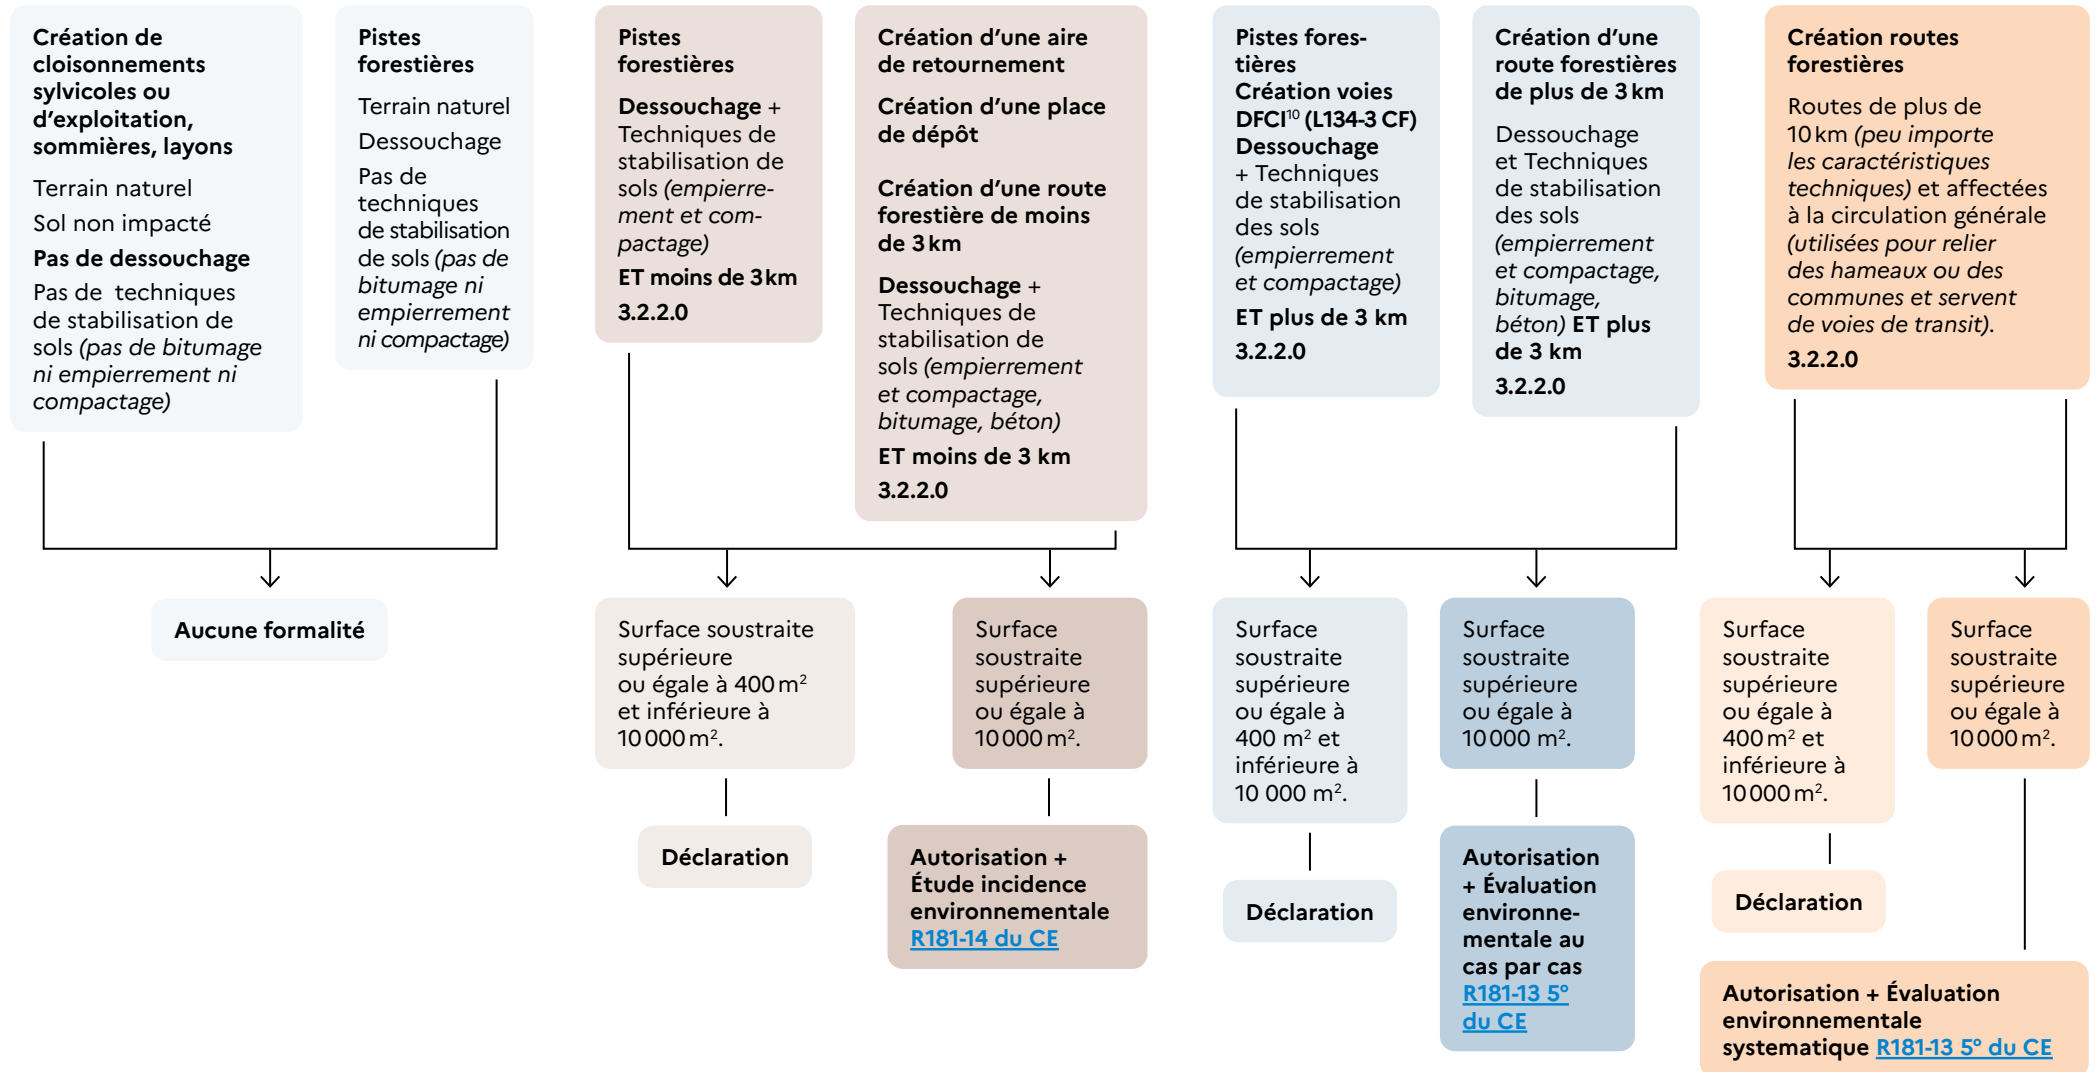 Création de
cloisonnements
sylvicoles ou
d’exploitation,
sommières, layons
Terrain naturel
Sol non impacté
Pas de dessouchage
Pas de techniques
de stabilisation de
sols (pas de bitumage
ni empierrement ni
compactage)
Pistes
forestières
Terrain naturel
Dessouchage
Pas de
techniques
de stabilisation
de sols (pas de
bitumage ni
empierrement
ni compactage)
Aucune formalité
Pistes
forestières
Dessouchage +
Techniques de
stabilisation de
sols (empierre-
ment et com-
pactage)
ET moins de 3 km
3.2.2.0
Création d’une aire
de retournement
Création d’une place
de dépôt
Création d’une route
forestière de moins
de 3 km
Dessouchage +
Techniques de
stabilisation de
sols (empierrement
et compactage,
bitumage, béton)
ET moins de 3 km
3.2.2.0
Surface soustraite
supérieure
ou égale à 400 m²
et inférieure à
10 000 m².
Déclaration
Surface
soustraite
supérieure
ou égale à
10 000 m².
Autorisation +
Étude incidence
environnementale
R181-14 du CE
Pistes fores-
tières
Création voies
DFCI¹⁰ (L134-3 CF)
Dessouchage
+ Techniques
de stabilisation
des sols
(empierrement
et compactage)
ET plus de 3 km
3.2.2.0
Création d’une
route forestières
de plus de 3 km
Dessouchage
et Techniques
de stabilisation
des sols
(empierrement
et compactage,
bitumage,
béton) ET plus
de 3 km
3.2.2.0
Surface
soustraite
supérieure
ou égale à
400 m² et
inférieure à
10 000 m².
Déclaration
Surface
soustraite
supérieure
ou égale à
10 000 m².
Autorisation
+ Évaluation
environne-
mentale au
cas par cas
R181-13 5°
du CE
Création routes
forestières
Routes de plus de
10 km (peu importe
les caractéristiques
techniques) et affectées
à la circulation générale
(utilisées pour relier
des hameaux ou des
communes et servent
de voies de transit).
3.2.2.0
Surface
soustraite
supérieure
ou égale à
400 m² et
inférieure à
10 000 m².
Déclaration
Surface
soustraite
supérieure
ou égale à
10 000 m².
Autorisation + Évaluation
environnementale
systematique R181-13 5° du CE